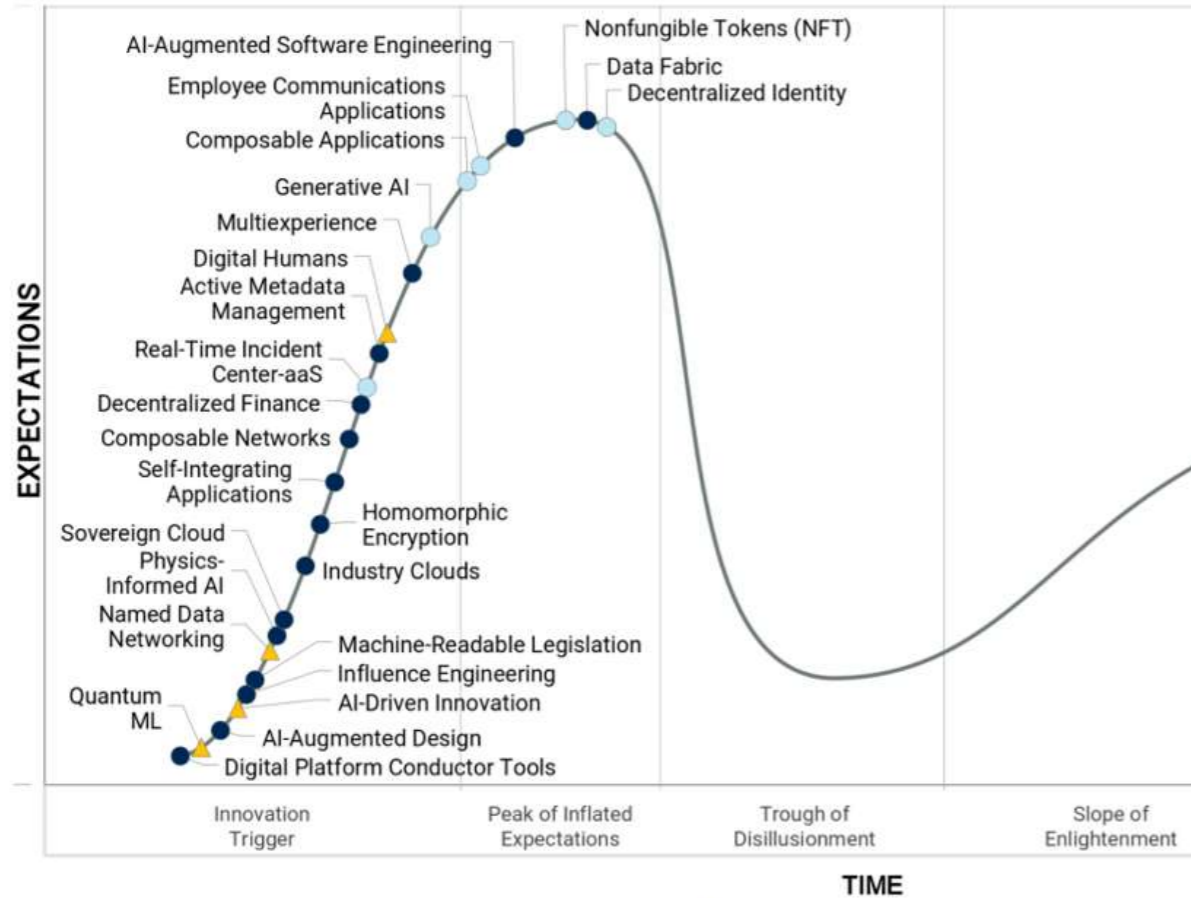 Nonfungible Tokens (NFT)
AI-Augmented Software Engineering
Data Fabric
Employee Communications
Applications
Decentralized Identity
Composable Applications
Generative AI
Multiexperience
Digital Humans
Active Metadata
Management
Real-Time Incident
Center-aaS
Decentralized Finance
Composable Networks
Self-Integrating
Applications
Homomorphic
Encryption
Sovereign Cloud
Physics-
Informed AI
Industry Clouds
Named Data
Networking
Machine-Readable Legislation
Influence Engineering
AI-Driven Innovation
Quantum
ML
AI-Augmented Design
Digital Platform Conductor Tools
EXPECTATIONS
Innovation
Trigger
Peak of Inflated
Expectations
Trough of
Disillusionment
Slope of
Enlightenment
TIME